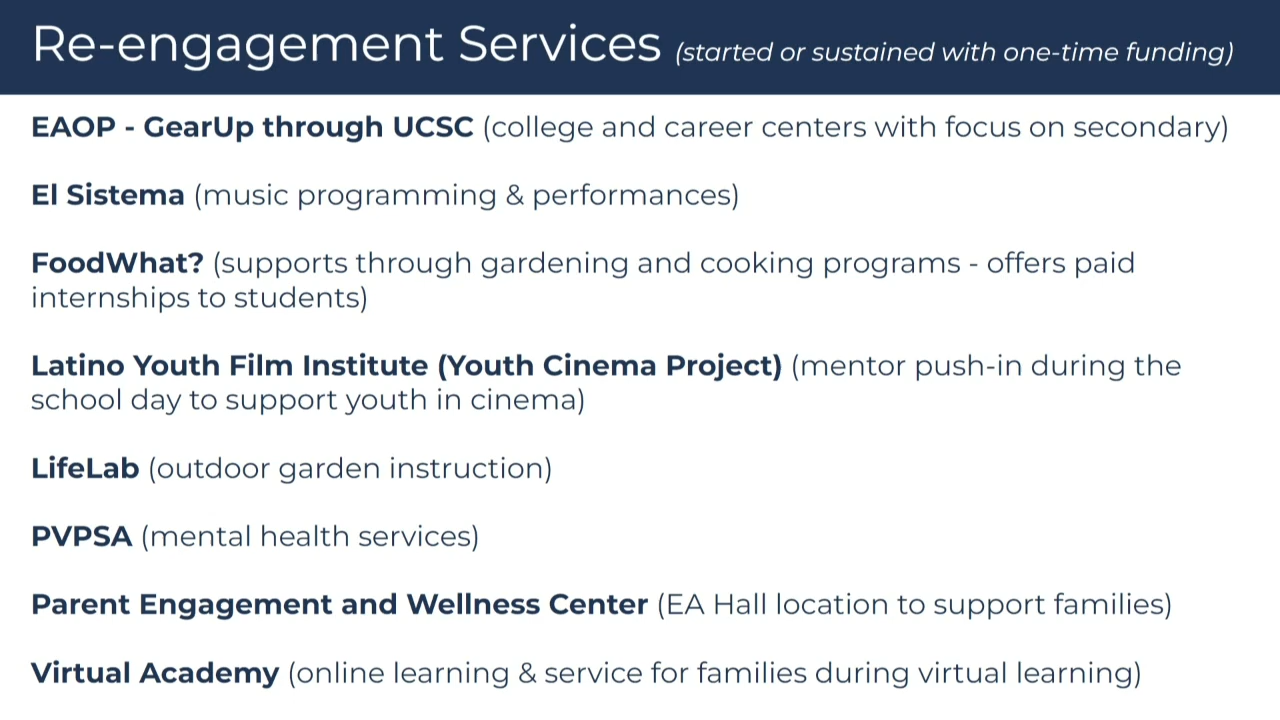 Re-engagement Services (started or sustained with one-time funding)
EAOP - GearUp through UCSC (college and career centers with focus on secondary)
El Sistema (music programming & performances)
FoodWhat? (supports through gardening and cooking programs - offers paid
internships to students)
Latino Youth Film Institute (Youth Cinema Project) (mentor push-in during the
school day to support youth in cinema)
LifeLab (outdoor garden instruction)
PVPSA (mental health services)
Parent Engagement and Wellness Center (EA Hall location to support families)
Virtual Academy (online learning & service for families during virtual learning)